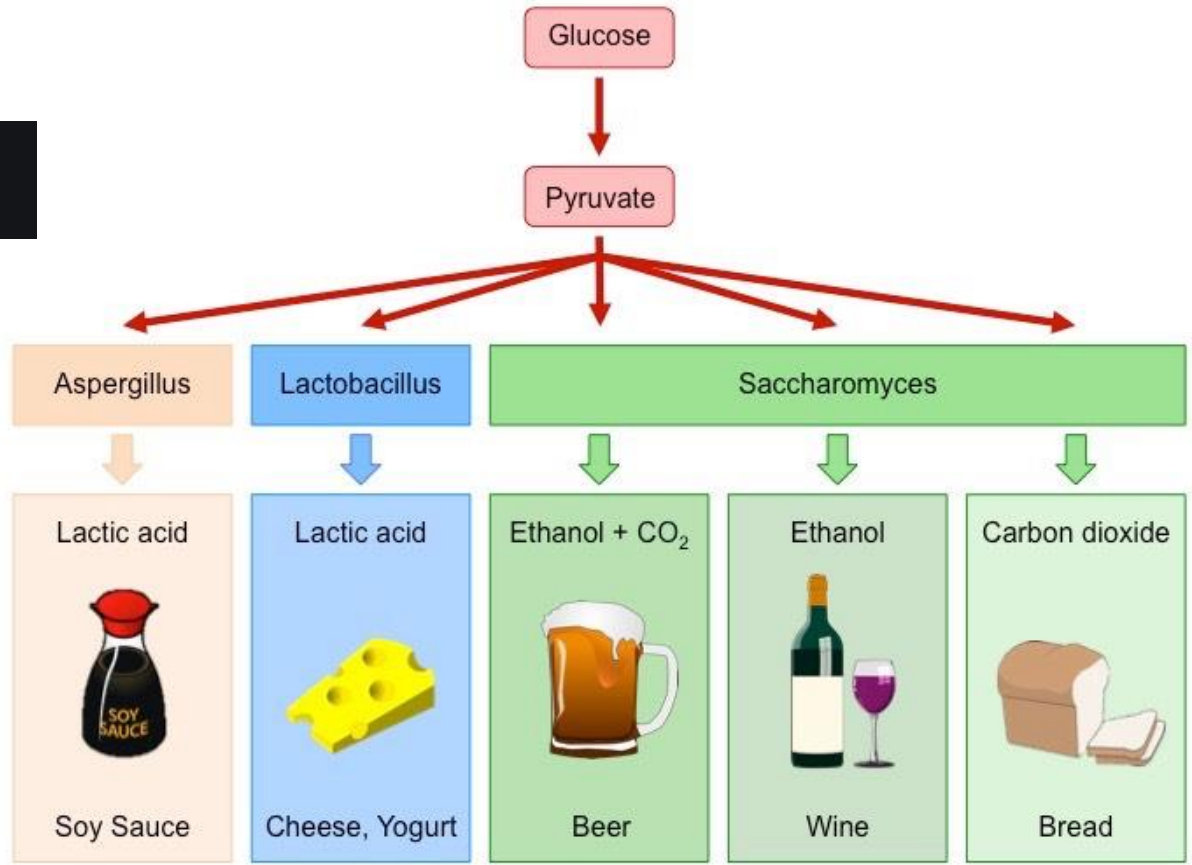 Glucose
Pyruvate
Aspergillus
Lactobacillus
Saccharomyces
Lactic acid
Lactic acid
Ethanol + CO₂
Ethanol
Carbon dioxide
SOY
SAUCE
Soy Sauce
Cheese, Yogurt
Beer
Wine
Bread